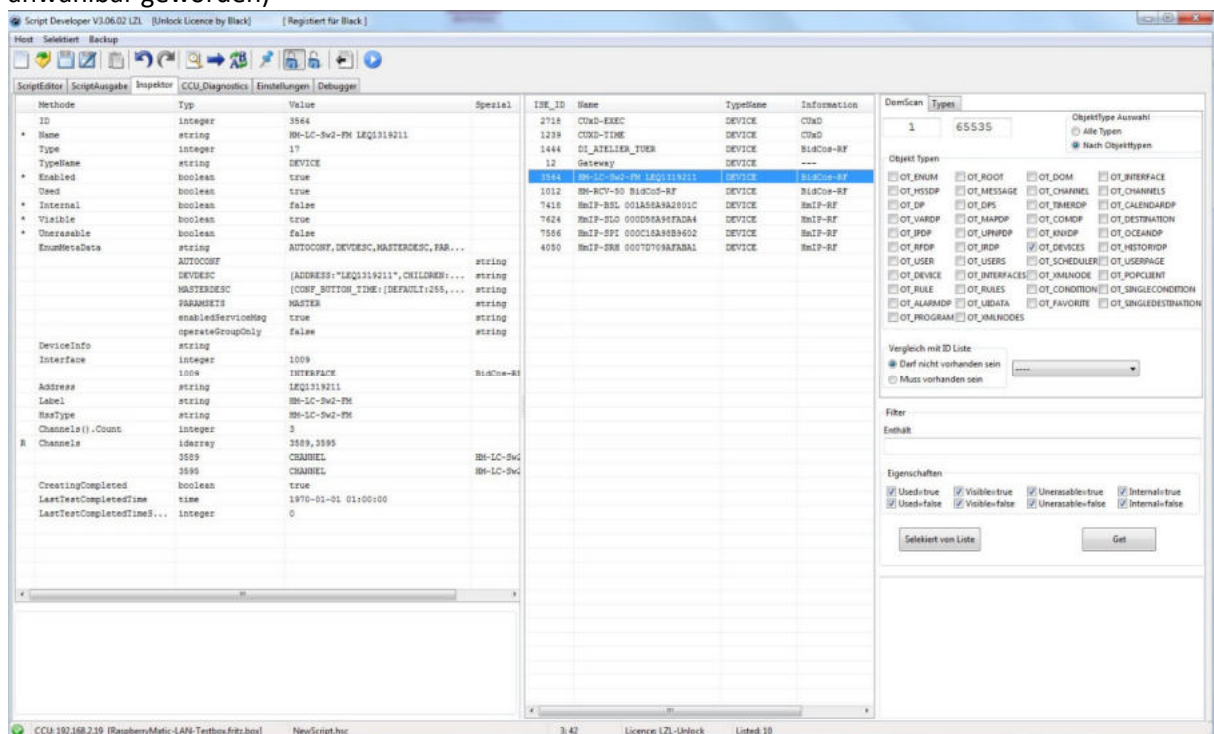 anwählbar geworden)
Script Developer V3.06.02 LZL [Unlock Licence by Black] [ Registiert für Black ]
Host Selektiert Backup
ScriptEditor ScriptAusgabe Inspektor CCU_Diagnostics Einstellungen Debugger
Methode Typ Value Spezial
ID integer 3564
* Name string HM-LC-Sw2-FM LEQ1319211
Type integer 17
TypeName string DEVICE
* Enabled boolean true
Used boolean true
* Internal boolean false
* Visible boolean true
* Unerasable boolean false
EnumMetaData string AUTOCONF,DEVDESC,MASTERDESC,PAR...
AUTOCONF string
DEVDESC {ADDRESS:"LEQ1319211",CHILDREN:... string
MASTERDESC {CONF_BUTTON_TIME:{DEFAULT:255,... string
PARAMSETS MASTER string
enabledServiceMsg true string
operateGroupOnly false string
DeviceInfo string
Interface integer 1009
1009 INTERFACE BidCos-RF
Address string LEQ1319211
Label string HM-LC-Sw2-FM
HssType string HM-LC-Sw2-FM
Channels().Count integer 3
R Channels idarray 3589,3595
3589 CHANNEL HM-LC-Sw2
3595 CHANNEL HM-LC-Sw2
CreatingCompleted boolean true
LastTestCompletedTime time 1970-01-01 01:00:00
LastTestCompletedTimeS... integer 0
ISE_ID Name TypeName Information
2718 CUxD-EXEC DEVICE CUxD
1239 CUxD-TIME DEVICE CUxD
1444 DI_ATELIER_TUER DEVICE BidCos-RF
12 Gateway DEVICE ---
3564 HM-LC-Sw2-FM LEQ1319211 DEVICE BidCos-RF
1012 HM-RCV-50 BidCoS-RF DEVICE BidCos-RF
7418 HmIP-BSL 001A58A9A2801C DEVICE HmIP-RF
7624 HmIP-SLO 000D58A98FADA4 DEVICE HmIP-RF
7586 HmIP-SPI 000C18A98B9602 DEVICE HmIP-RF
4050 HmIP-SRH 0007D709AFABA1 DEVICE HmIP-RF
DomScan Types
1 65535
ObjektType Auswahl
Alle Typen
Nach Objekttypen
Objekt Typen
OT_ENUM OT_ROOT OT_DOM OT_INTERFACE
OT_HSSDP OT_MESSAGE OT_CHANNEL OT_CHANNELS
OT_DP OT_DPS OT_TIMERDP OT_CALENDARDP
OT_VARDP OT_MAPDP OT_COMDP OT_DESTINATION
OT_IPDP OT_UPNPDP OT_KNXDP OT_OCEANDP
OT_RFDP OT_IRDP OT_DEVICES OT_HISTORYDP
OT_USER OT_USERS OT_SCHEDULER OT_USERPAGE
OT_DEVICE OT_INTERFACES OT_XMLNODE OT_POPCLIENT
OT_RULE OT_RULES OT_CONDITION OT_SINGLECONDITION
OT_ALARMDP OT_UIDATA OT_FAVORITE OT_SINGLEDESTINATION
OT_PROGRAM OT_XMLNODES
Vergleich mit ID Liste
Darf nicht vorhanden sein ----
Muss vorhanden sein
Filter
Enthält
Eigenschaften
Used=true Visible=true Unerasable=true Internal=true
Used=false Visible=false Unerasable=false Internal=false
Selekiert von Liste Get
CCU: 192.168.2.19 [RaspberryMatic-LAN-Testbox.fritz.box] NewScript.hsc 3: 42 Licence: LZL-Unlock Listed: 10